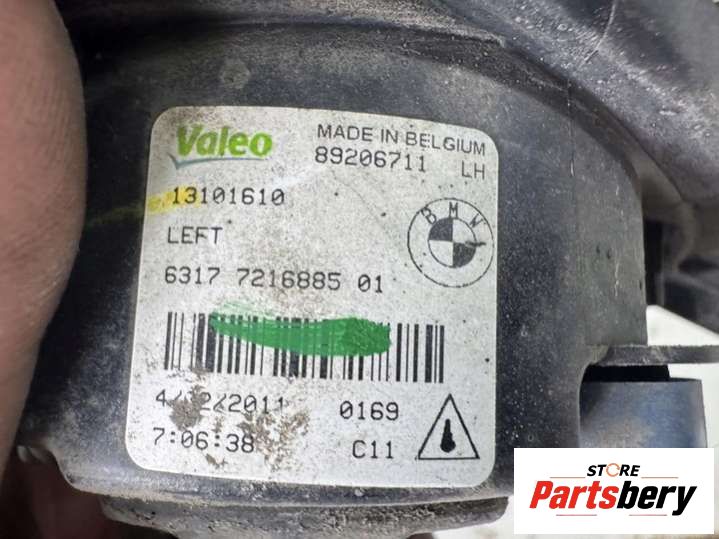 Valeo
MADE IN BELGIUM
89206711 LH
13101610
LEFT
BMW
6317 7216885 01
0169
7:06:38 C11
STORE
Partsbery